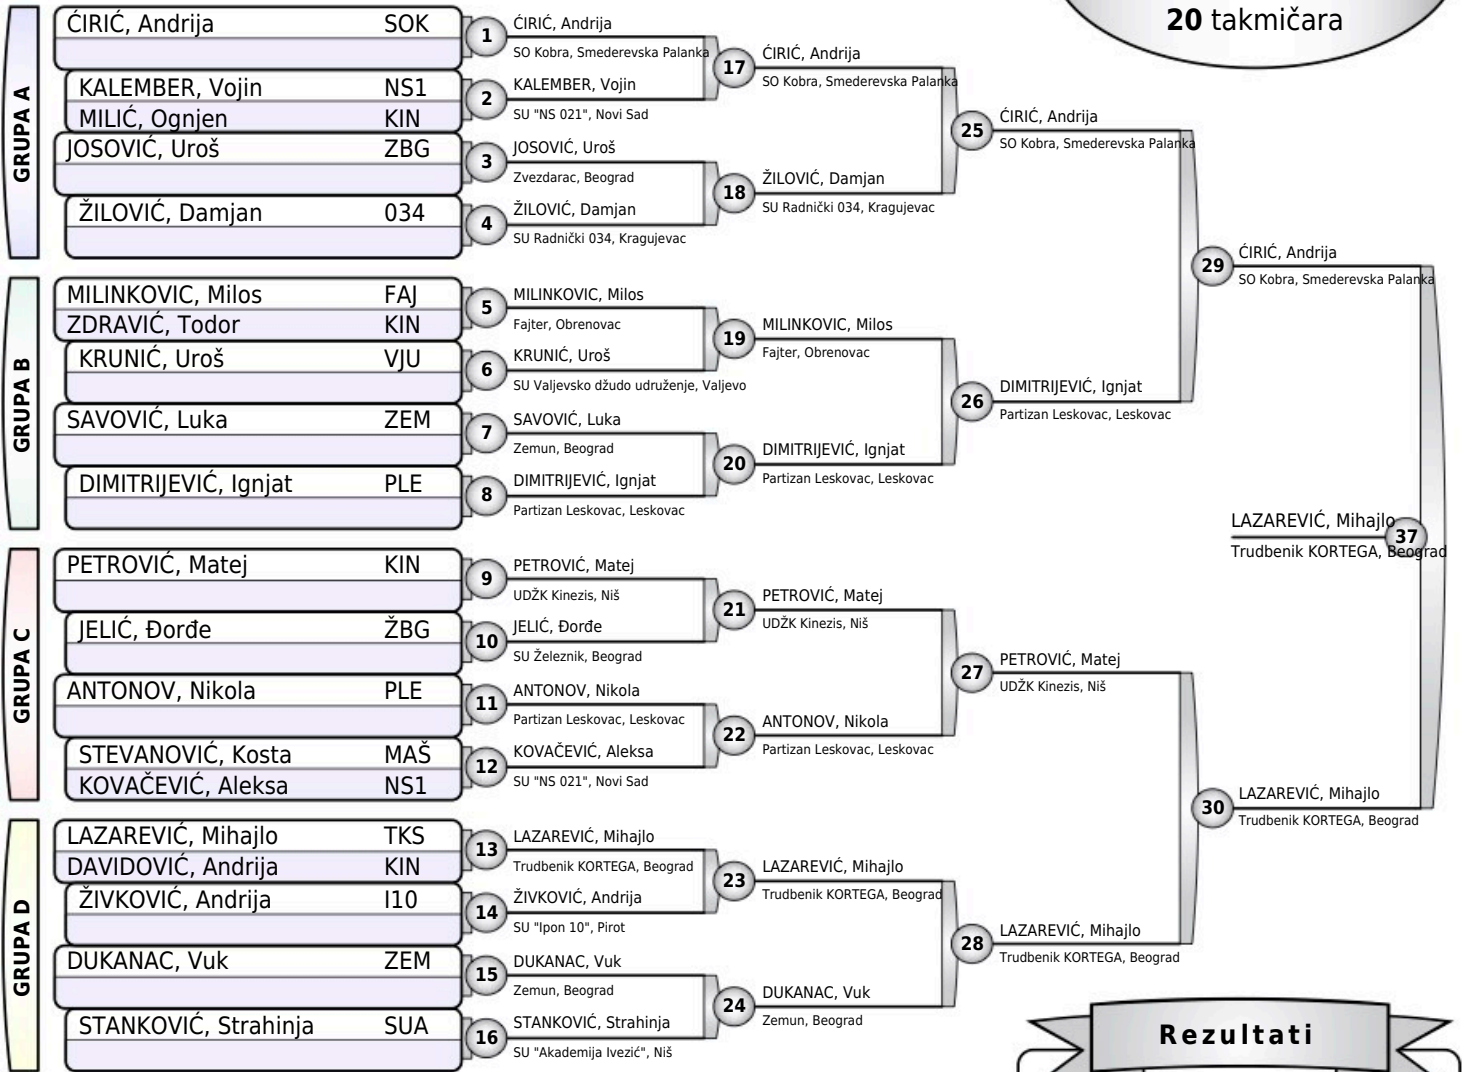 20 takmičara
GRUPA A
ĆIRIĆ, Andrija SOK
KALEMBER, Vojin NS1
MILIĆ, Ognjen KIN
JOSOVIĆ, Uroš ZBG
ŽILOVIĆ, Damjan 034
GRUPA B
MILINKOVIC, Milos FAJ
ZDRAVIĆ, Todor KIN
KRUNIĆ, Uroš VJU
SAVOVIĆ, Luka ZEM
DIMITRIJEVIĆ, Ignjat PLE
GRUPA C
PETROVIĆ, Matej KIN
JELIĆ, Đorđe ŽBG
ANTONOV, Nikola PLE
STEVANOVIĆ, Kosta MAŠ
KOVAČEVIĆ, Aleksa NS1
GRUPA D
LAZAREVIĆ, Mihajlo TKS
DAVIDOVIĆ, Andrija KIN
ŽIVKOVIĆ, Andrija I10
DUKANAC, Vuk ZEM
STANKOVIĆ, Strahinja SUA
1
ĆIRIĆ, Andrija
SO Kobra, Smederevska Palanka
2
KALEMBER, Vojin
SU "NS 021", Novi Sad
3
JOSOVIĆ, Uroš
Zvezdarac, Beograd
4
ŽILOVIĆ, Damjan
SU Radnički 034, Kragujevac
5
MILINKOVIC, Milos
Fajter, Obrenovac
6
KRUNIĆ, Uroš
SU Valjevsko džudo udruženje, Valjevo
7
SAVOVIĆ, Luka
Zemun, Beograd
8
DIMITRIJEVIĆ, Ignjat
Partizan Leskovac, Leskovac
9
PETROVIĆ, Matej
UDŽK Kinezis, Niš
10
JELIĆ, Đorđe
SU Železnik, Beograd
11
ANTONOV, Nikola
Partizan Leskovac, Leskovac
12
KOVAČEVIĆ, Aleksa
SU "NS 021", Novi Sad
13
LAZAREVIĆ, Mihajlo
Trudbenik KORTEGA, Beograd
14
ŽIVKOVIĆ, Andrija
SU "Ipon 10", Pirot
15
DUKANAC, Vuk
Zemun, Beograd
16
STANKOVIĆ, Strahinja
SU "Akademija Ivezić", Niš
17
ĆIRIĆ, Andrija
SO Kobra, Smederevska Palanka
18
ŽILOVIĆ, Damjan
SU Radnički 034, Kragujevac
19
MILINKOVIC, Milos
Fajter, Obrenovac
20
DIMITRIJEVIĆ, Ignjat
Partizan Leskovac, Leskovac
21
PETROVIĆ, Matej
UDŽK Kinezis, Niš
22
ANTONOV, Nikola
Partizan Leskovac, Leskovac
23
LAZAREVIĆ, Mihajlo
Trudbenik KORTEGA, Beograd
24
DUKANAC, Vuk
Zemun, Beograd
25
ĆIRIĆ, Andrija
SO Kobra, Smederevska Palanka
26
DIMITRIJEVIĆ, Ignjat
Partizan Leskovac, Leskovac
27
PETROVIĆ, Matej
UDŽK Kinezis, Niš
28
LAZAREVIĆ, Mihajlo
Trudbenik KORTEGA, Beograd
29
ĆIRIĆ, Andrija
SO Kobra, Smederevska Palanka
30
LAZAREVIĆ, Mihajlo
Trudbenik KORTEGA, Beograd
LAZAREVIĆ, Mihajlo
37
Trudbenik KORTEGA, Beograd
Rezultati